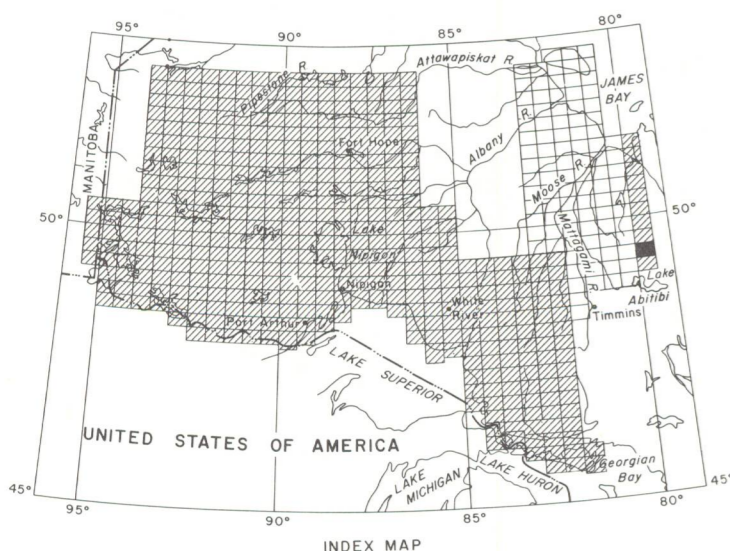 95°
90°
85°
80°
Attawapiskat R.
Pipestone R.
JAMES BAY
Albany R.
MANITOBA
Fort Hope
Moose R.
50°
50°
Lake Nipigon
Mattagami R.
Lake Abitibi
Nipigon
White River
Timmins
Port Arthur
LAKE SUPERIOR
UNITED STATES OF AMERICA
LAKE MICHIGAN
LAKE HURON
Georgian Bay
45°
45°
95°
90°
85°
80°
INDEX MAP